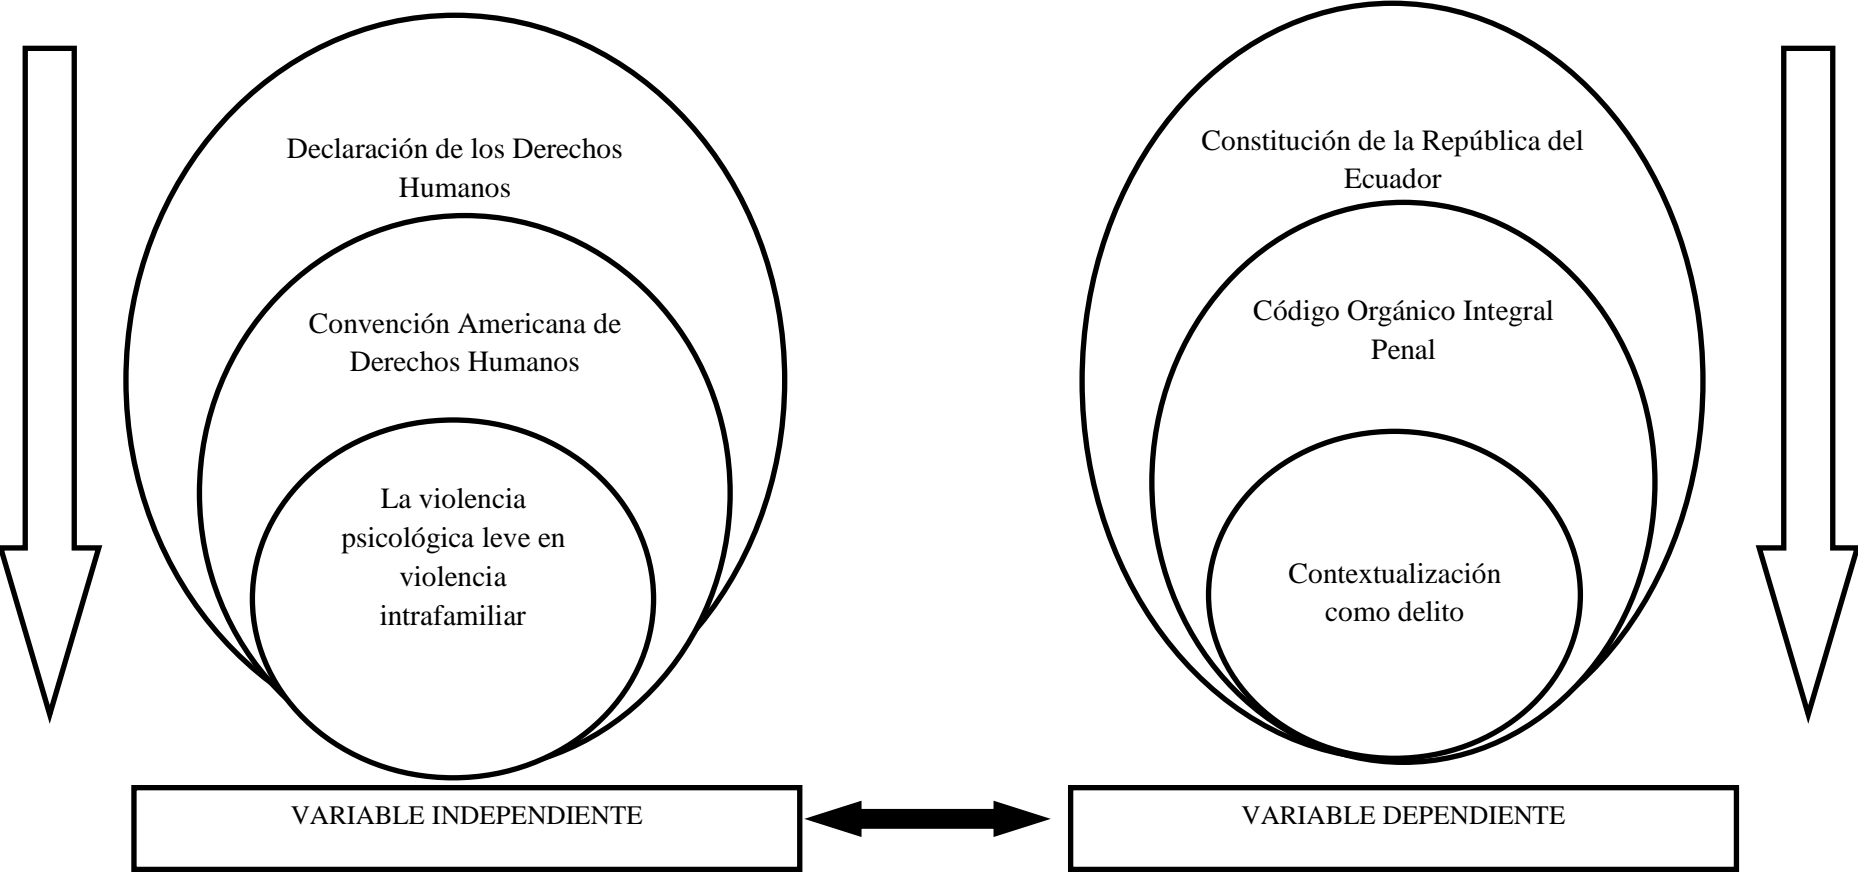 Declaración de los Derechos
Humanos
Convención Americana de
Derechos Humanos
La violencia
psicológica leve en
violencia
intrafamiliar
VARIABLE INDEPENDIENTE
Constitución de la República del
Ecuador
Código Orgánico Integral
Penal
Contextualización
como delito
VARIABLE DEPENDIENTE